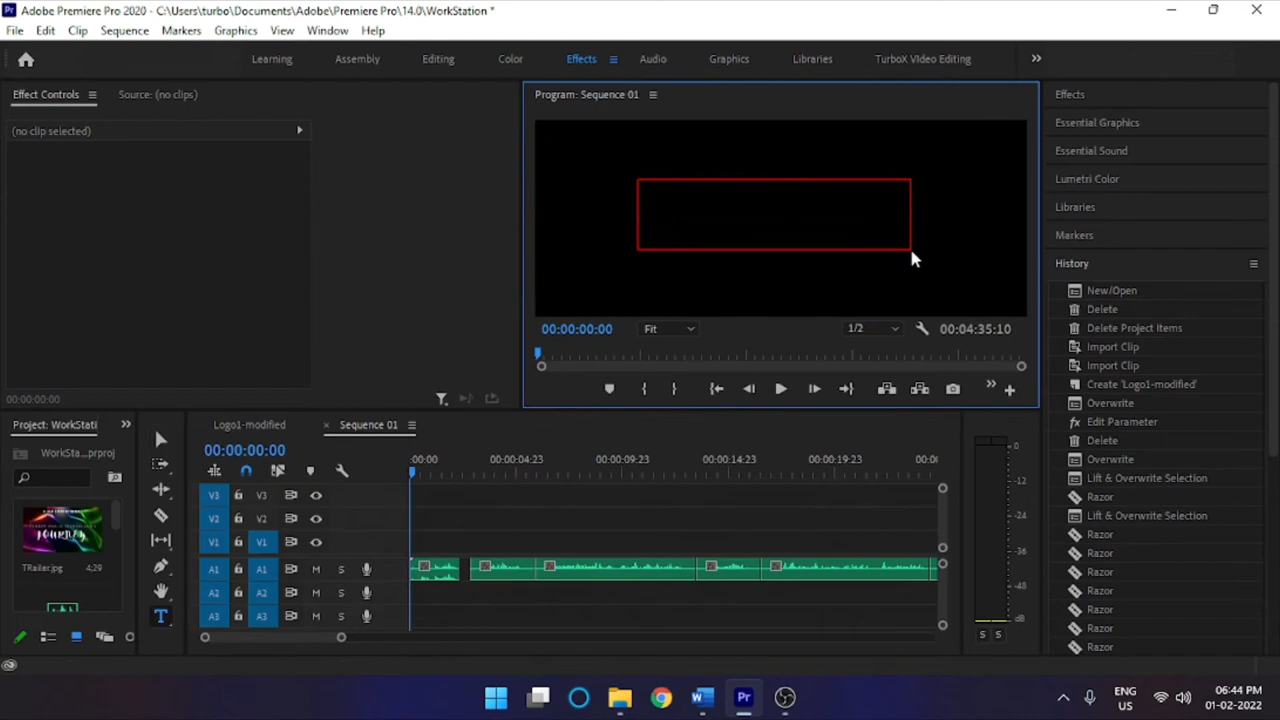 Adobe Premiere Pro 2020 - C:\Users\turbo\Documents\Adobe\Premiere Pro\14.0\WorkStation *
File Edit Clip Sequence Markers Graphics View Window Help
Learning Assembly Editing Color Effects Audio Graphics Libraries TurboX VIdeo Editing
Effect Controls Source: (no clips)
(no clip selected)
00:00:00:00
Program: Sequence 01
00:00:00:00 Fit 1/2 00:04:35:10
Effects
Essential Graphics
Essential Sound
Lumetri Color
Libraries
Markers
History
New/Open
Delete
Delete Project Items
Import Clip
Import Clip
Create 'Logo1-modified'
Overwrite
Edit Parameter
Delete
Overwrite
Lift & Overwrite Selection
Razor
Lift & Overwrite Selection
Razor
Razor
Razor
Razor
Razor
Razor
Razor
Project: WorkStati
WorkSta...prproj
JOURNEY
TRailer.jpg 4;29
Logo1-modified Sequence 01
00:00:00:00
:00:00 00:00:04:23 00:00:09:23 00:00:14:23 00:00:19:23 00:0
V3 V3
V2 V2
V1 V1
A1 A1 M S
A2 A2 M S
A3 A3 M S
0
-12
-24
-36
-48
dB
S S
ENG
US
06:44 PM
01-02-2022